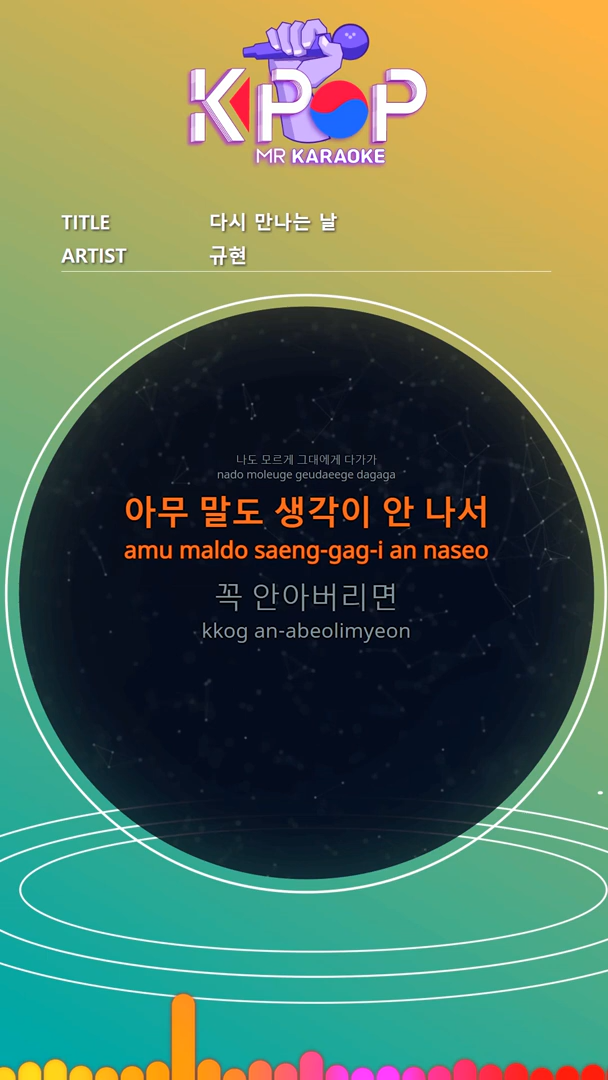 KPOP
MR KARAOKE
TITLE 다시 만나는 날
ARTIST 규현
나도 모르게 그대에게 다가가
nado moleuge geudaeege dagaga
아무 말도 생각이 안 나서
amu maldo saeng-gag-i an naseo
꼭 안아버리면
kkog an-abeolimyeon